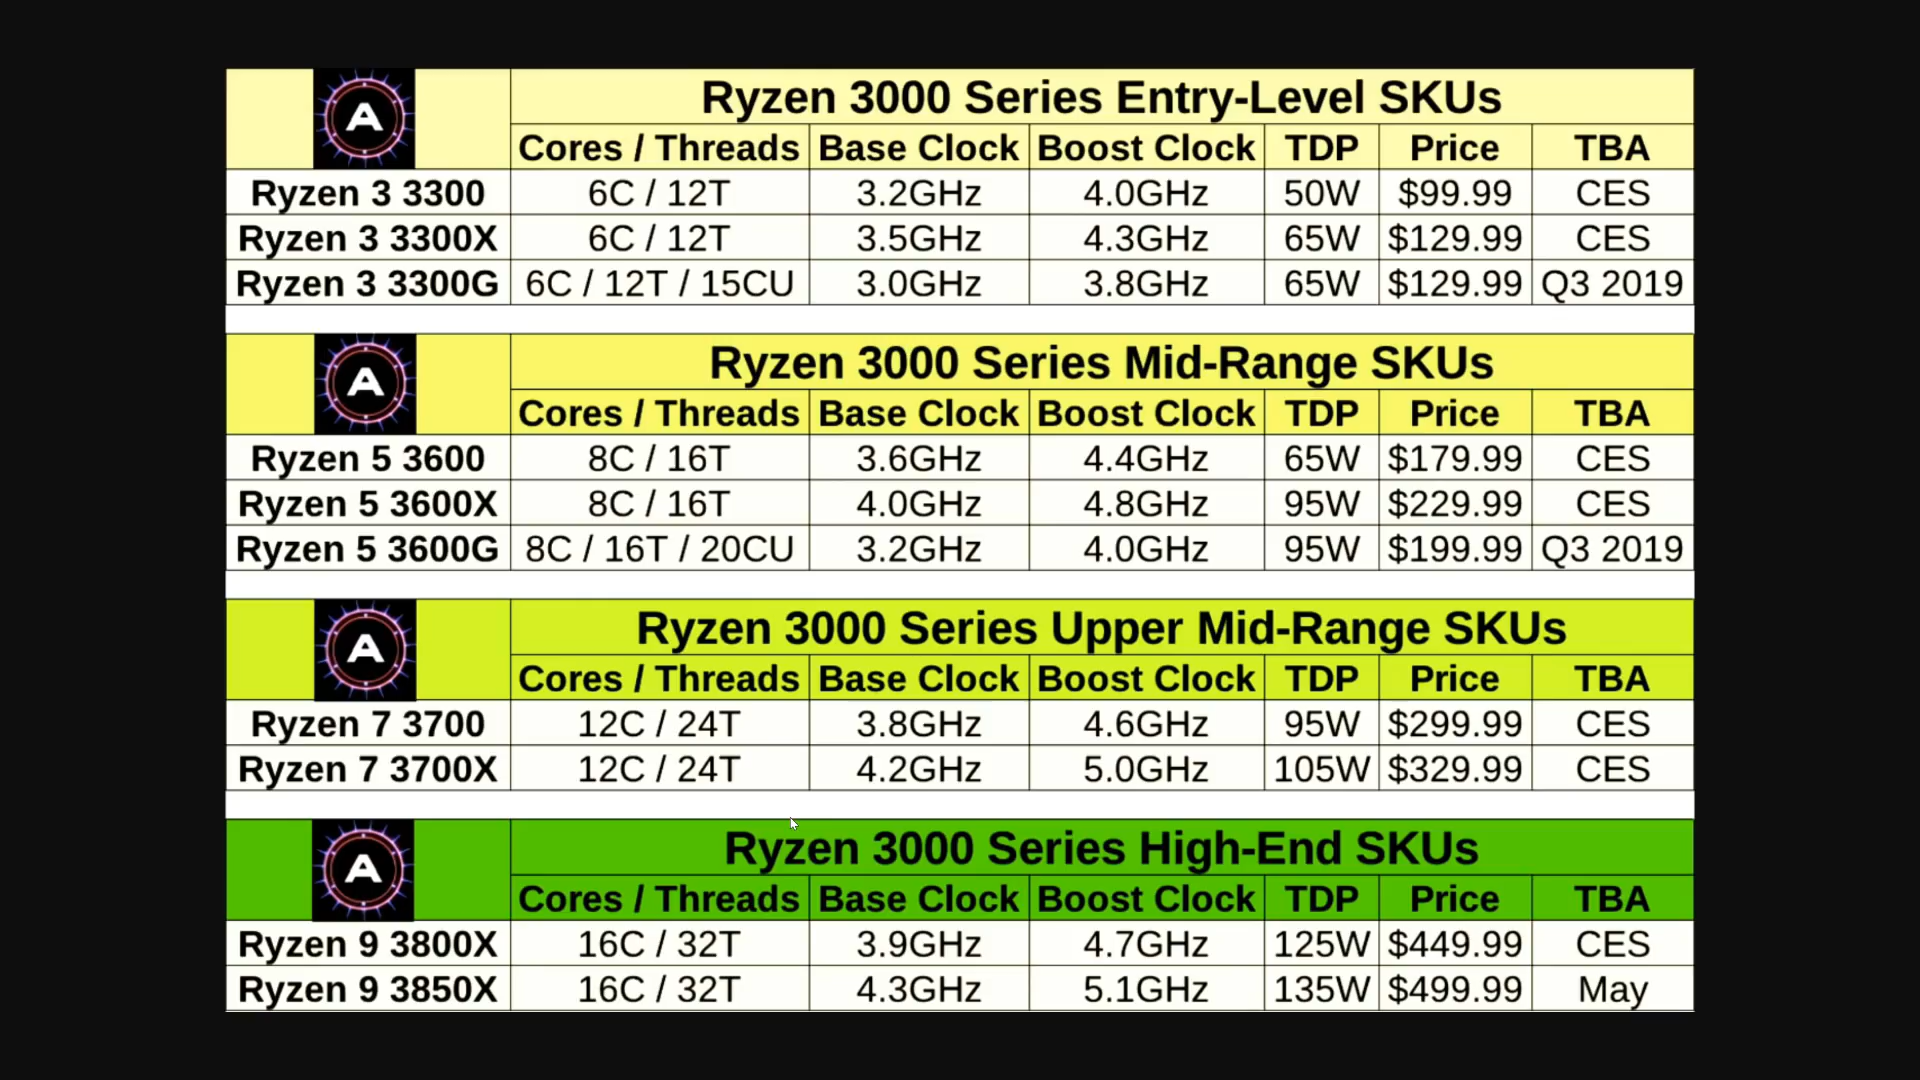 A
Ryzen 3000 Series Entry-Level SKUs
Cores / Threads Base Clock Boost Clock TDP Price TBA
Ryzen 3 3300 6C / 12T 3.2GHz 4.0GHz 50W $99.99 CES
Ryzen 3 3300X 6C / 12T 3.5GHz 4.3GHz 65W $129.99 CES
Ryzen 3 3300G 6C / 12T / 15CU 3.0GHz 3.8GHz 65W $129.99 Q3 2019
A
Ryzen 3000 Series Mid-Range SKUs
Cores / Threads Base Clock Boost Clock TDP Price TBA
Ryzen 5 3600 8C / 16T 3.6GHz 4.4GHz 65W $179.99 CES
Ryzen 5 3600X 8C / 16T 4.0GHz 4.8GHz 95W $229.99 CES
Ryzen 5 3600G 8C / 16T / 20CU 3.2GHz 4.0GHz 95W $199.99 Q3 2019
A
Ryzen 3000 Series Upper Mid-Range SKUs
Cores / Threads Base Clock Boost Clock TDP Price TBA
Ryzen 7 3700 12C / 24T 3.8GHz 4.6GHz 95W $299.99 CES
Ryzen 7 3700X 12C / 24T 4.2GHz 5.0GHz 105W $329.99 CES
A
Ryzen 3000 Series High-End SKUs
Cores / Threads Base Clock Boost Clock TDP Price TBA
Ryzen 9 3800X 16C / 32T 3.9GHz 4.7GHz 125W $449.99 CES
Ryzen 9 3850X 16C / 32T 4.3GHz 5.1GHz 135W $499.99 May